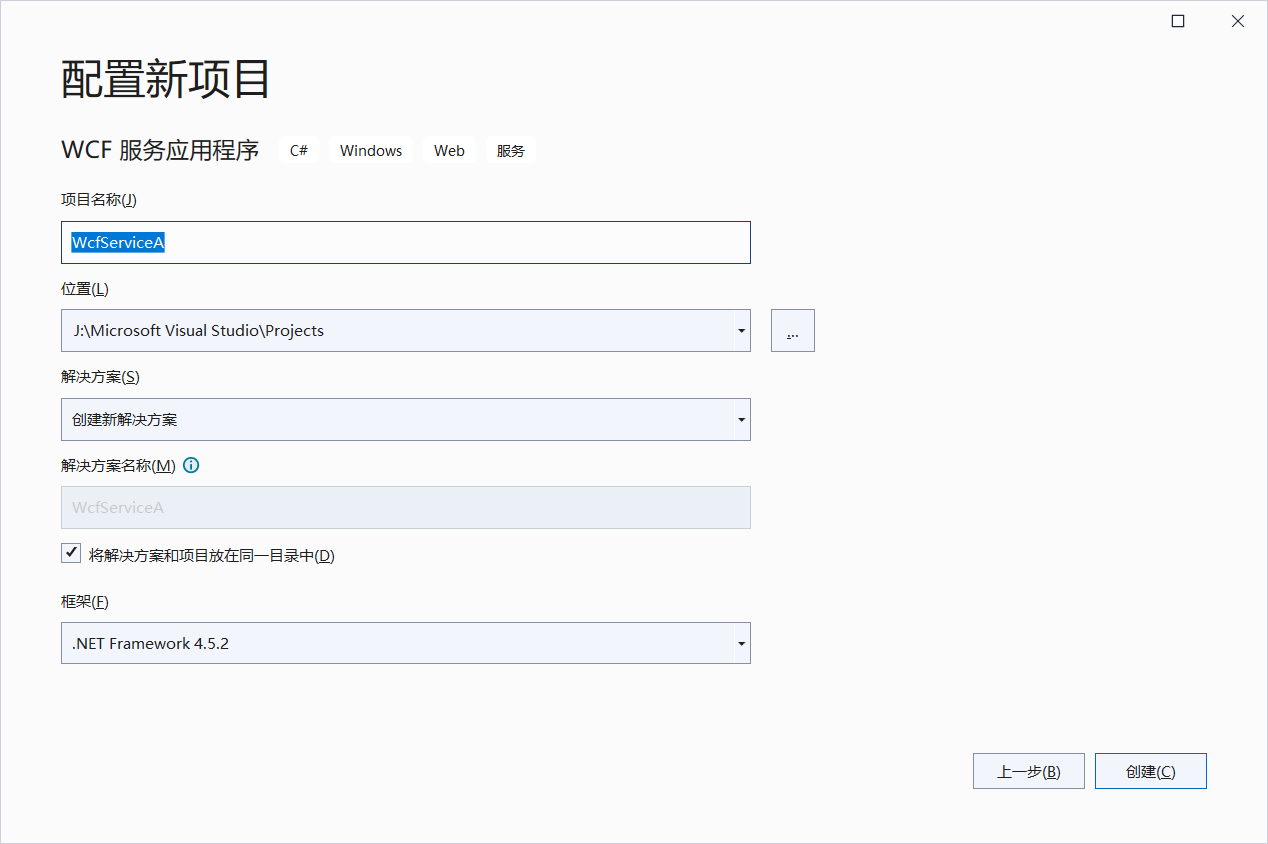 配置新项目
WCF 服务应用程序 C# Windows Web 服务
项目名称(J)
WcfServiceA
位置(L)
J:\Microsoft Visual Studio\Projects
...
解决方案(S)
创建新解决方案
解决方案名称(M)
WcfServiceA
将解决方案和项目放在同一目录中(D)
框架(F)
.NET Framework 4.5.2
上一步(B) 创建(C)